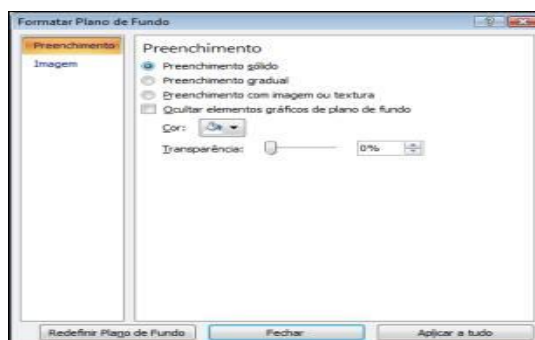 Formatar Plano de Fundo
Preenchimento
Imagem
Preenchimento
Preenchimento sólido
Preenchimento gradual
Preenchimento com imagem ou textura
Ocultar elementos gráficos de plano de fundo
Cor:
Transparência: 0%
Redefinir Plano de Fundo Fechar Aplicar a tudo